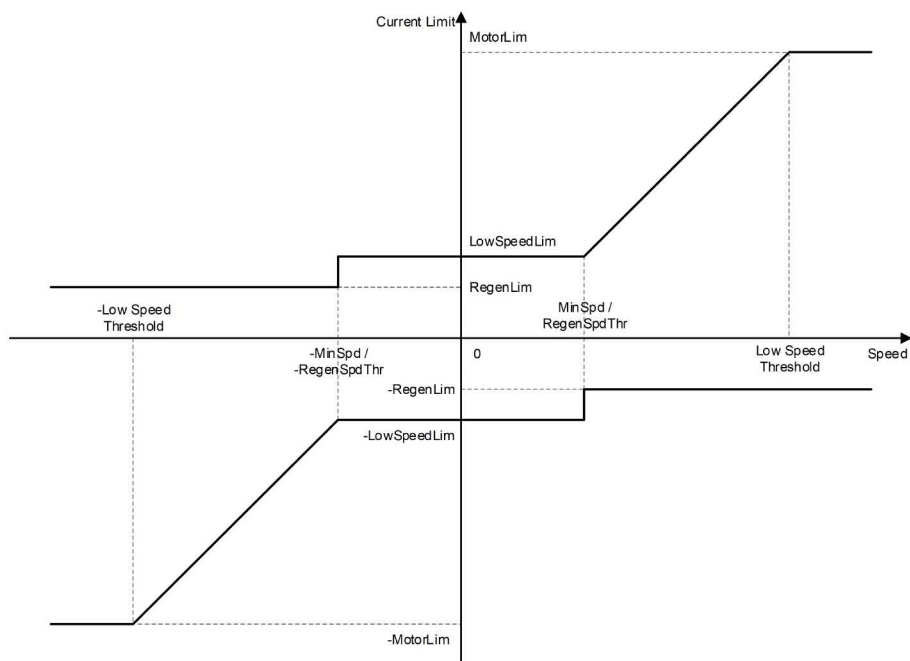 Current Limit
MotorLim
LowSpeedLim
RegenLim
-Low Speed
Threshold
MinSpd /
RegenSpdThr
-MinSpd /
-RegenSpdThr
0
Low Speed
Threshold
Speed
-RegenLim
-LowSpeedLim
-MotorLim